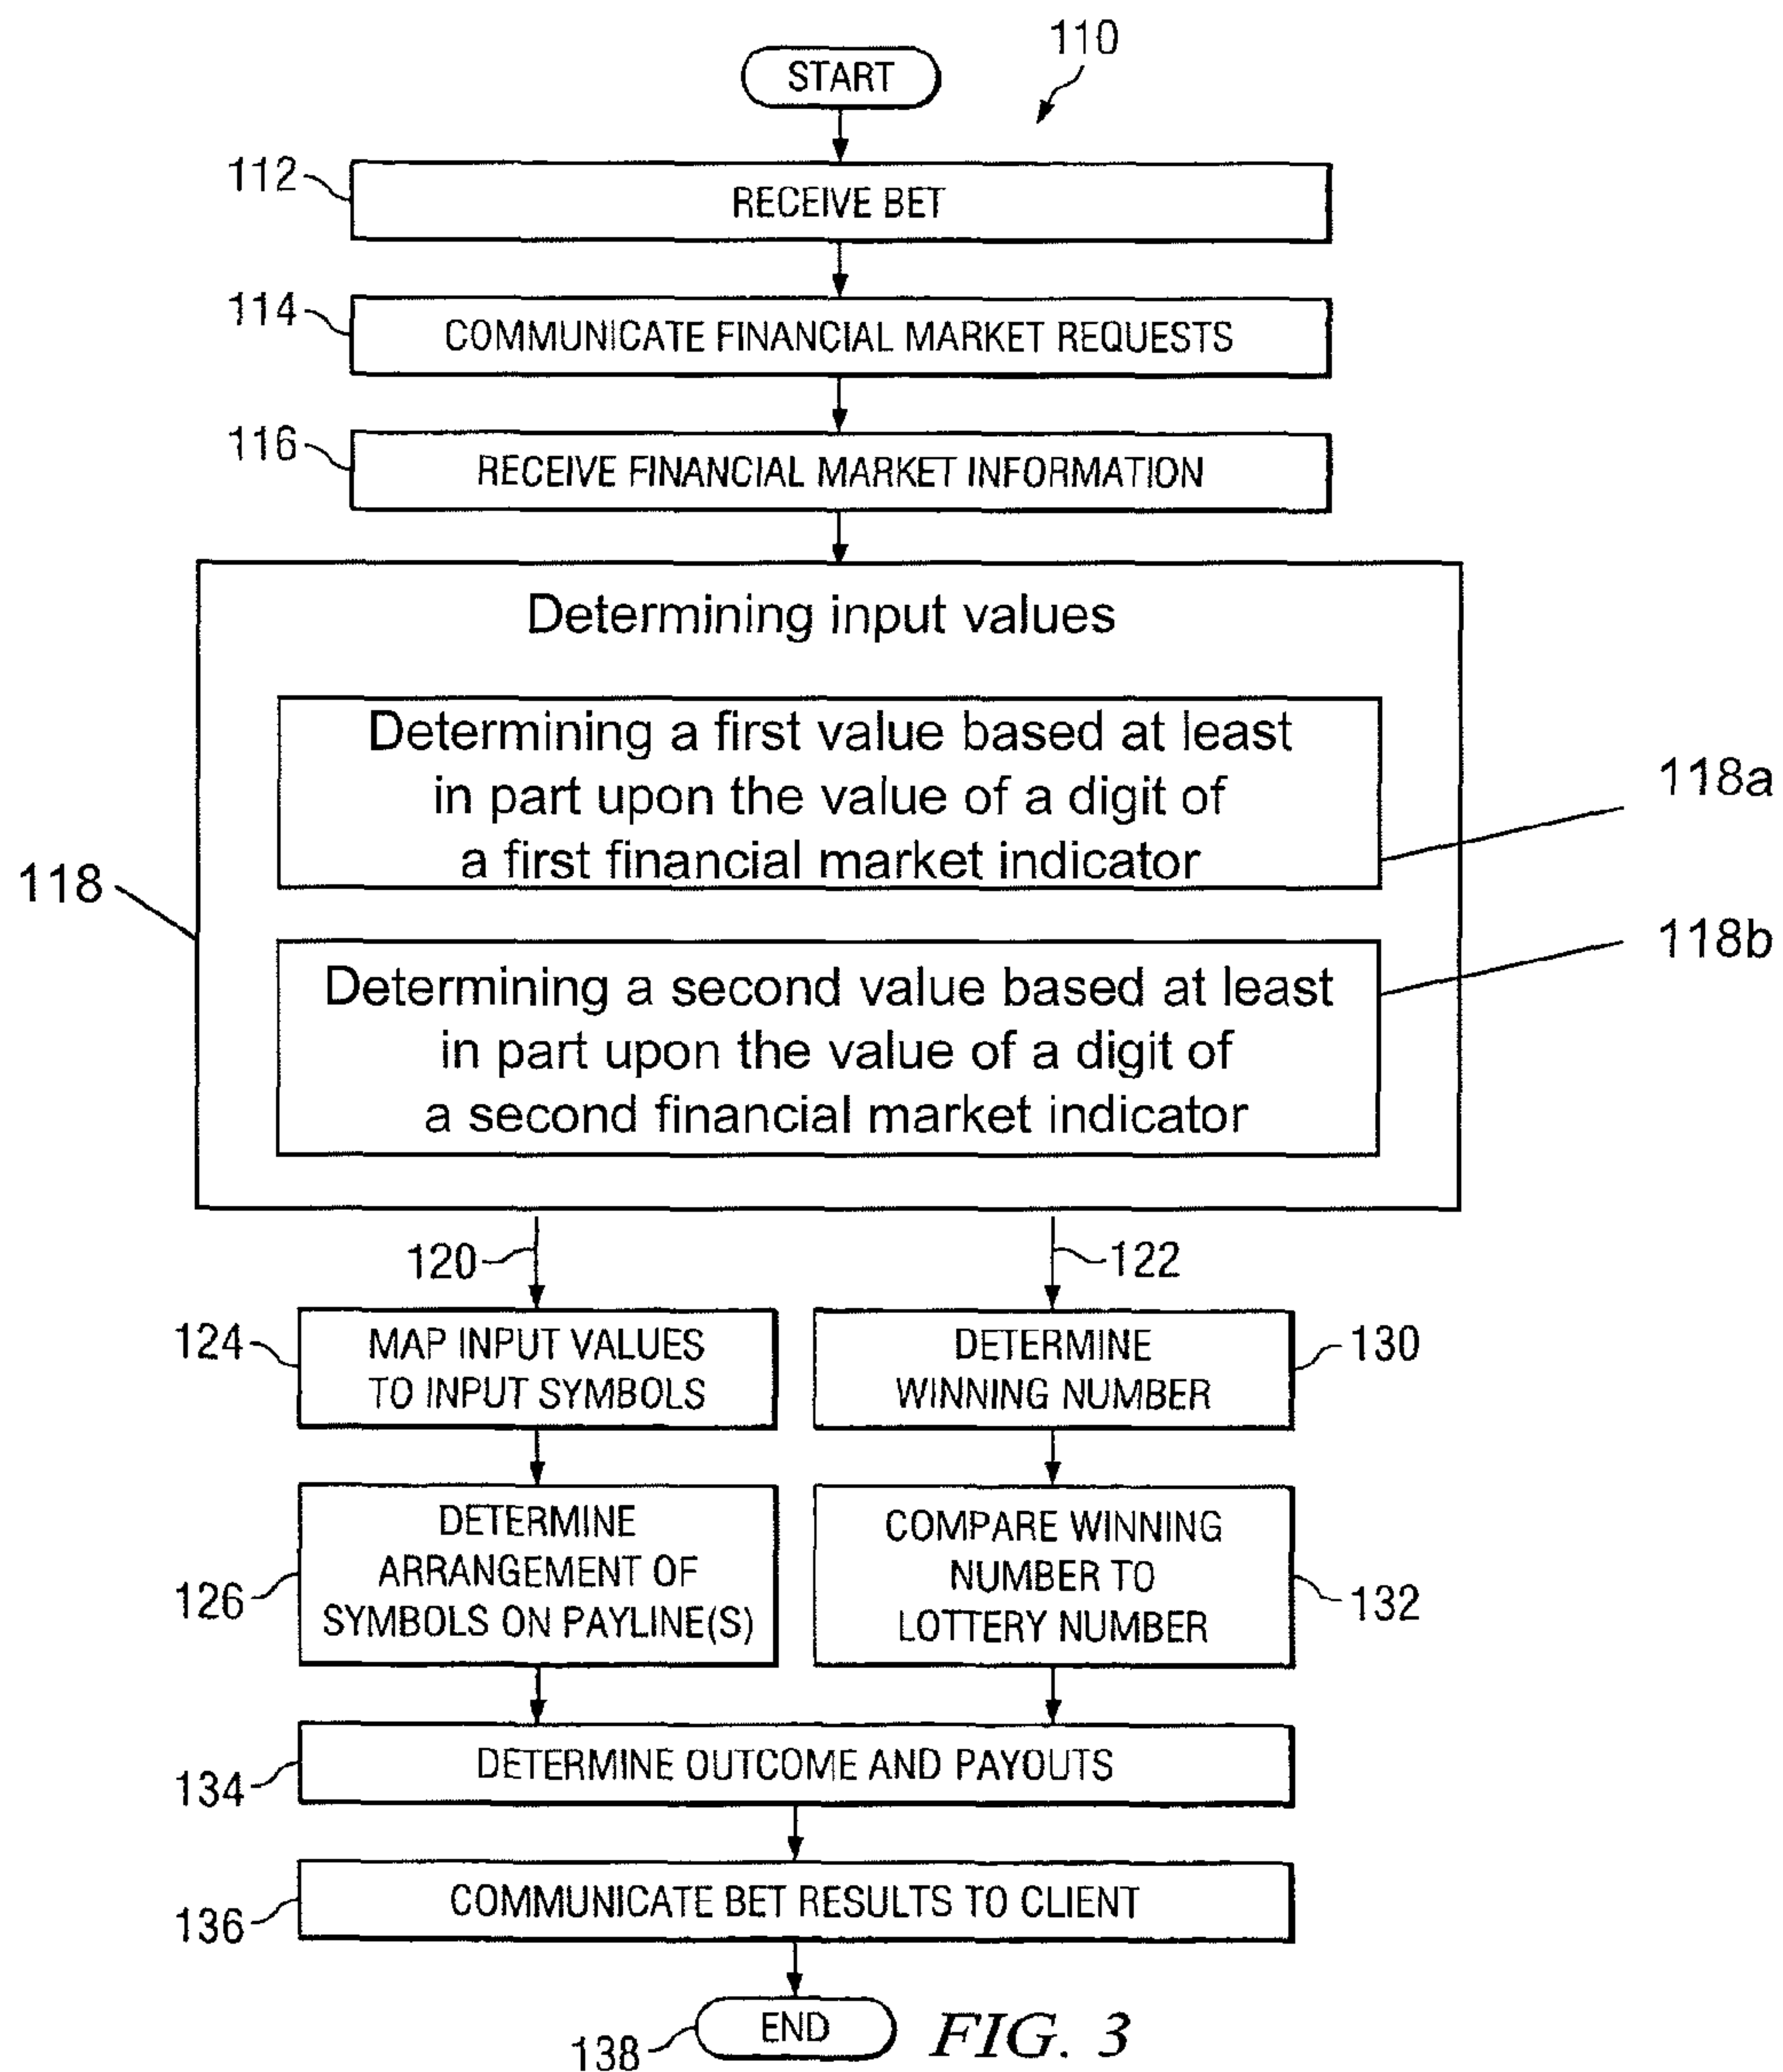 START
110
112
RECEIVE BET
114
COMMUNICATE FINANCIAL MARKET REQUESTS
116
RECEIVE FINANCIAL MARKET INFORMATION
118
Determining input values
Determining a first value based at least
in part upon the value of a digit of
a first financial market indicator
118a
Determining a second value based at least
in part upon the value of a digit of
a second financial market indicator
118b
120
122
124
MAP INPUT VALUES
TO INPUT SYMBOLS
DETERMINE
WINNING NUMBER
130
126
DETERMINE
ARRANGEMENT OF
SYMBOLS ON PAYLINE(S)
COMPARE WINNING
NUMBER TO
LOTTERY NUMBER
132
134
DETERMINE OUTCOME AND PAYOUTS
136
COMMUNICATE BET RESULTS TO CLIENT
138
END
FIG. 3